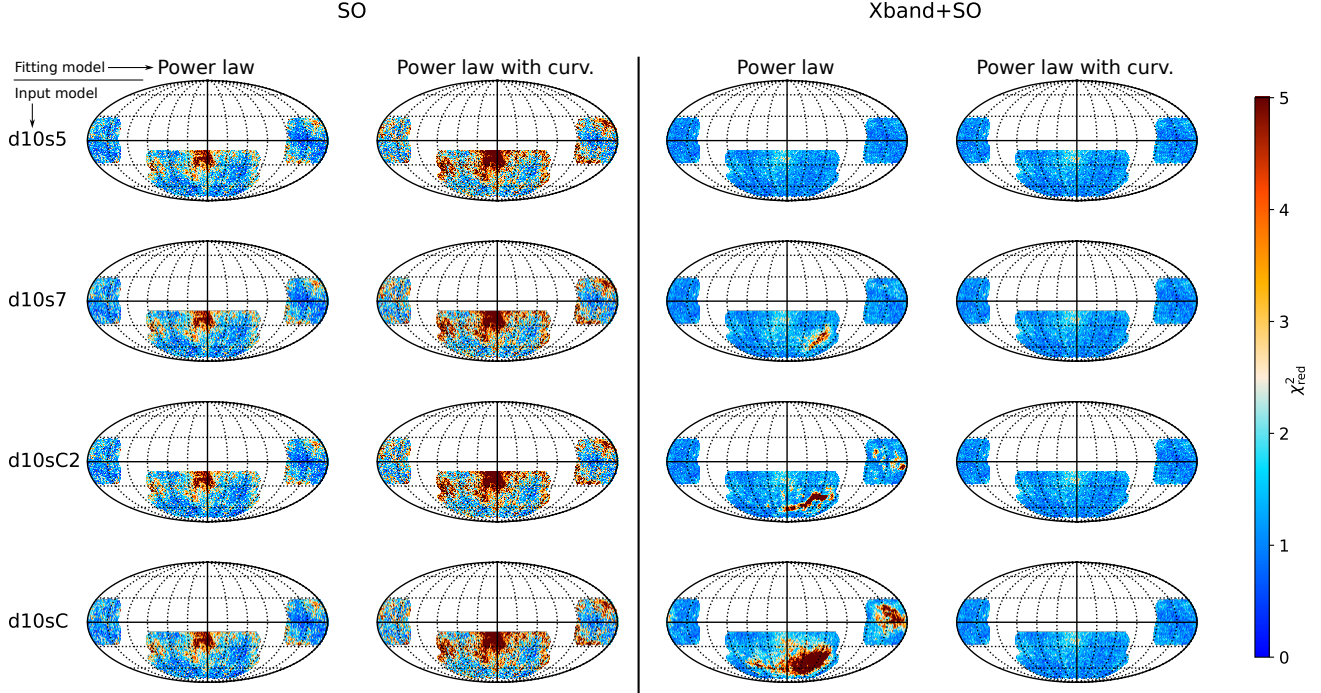 SO
Xband+SO
Fitting model
Power law
Power law with curv.
Power law
Power law with curv.
Input model
d10s5
d10s7
d10sC2
d10sC
5
4
3
2
1
0
χ²red